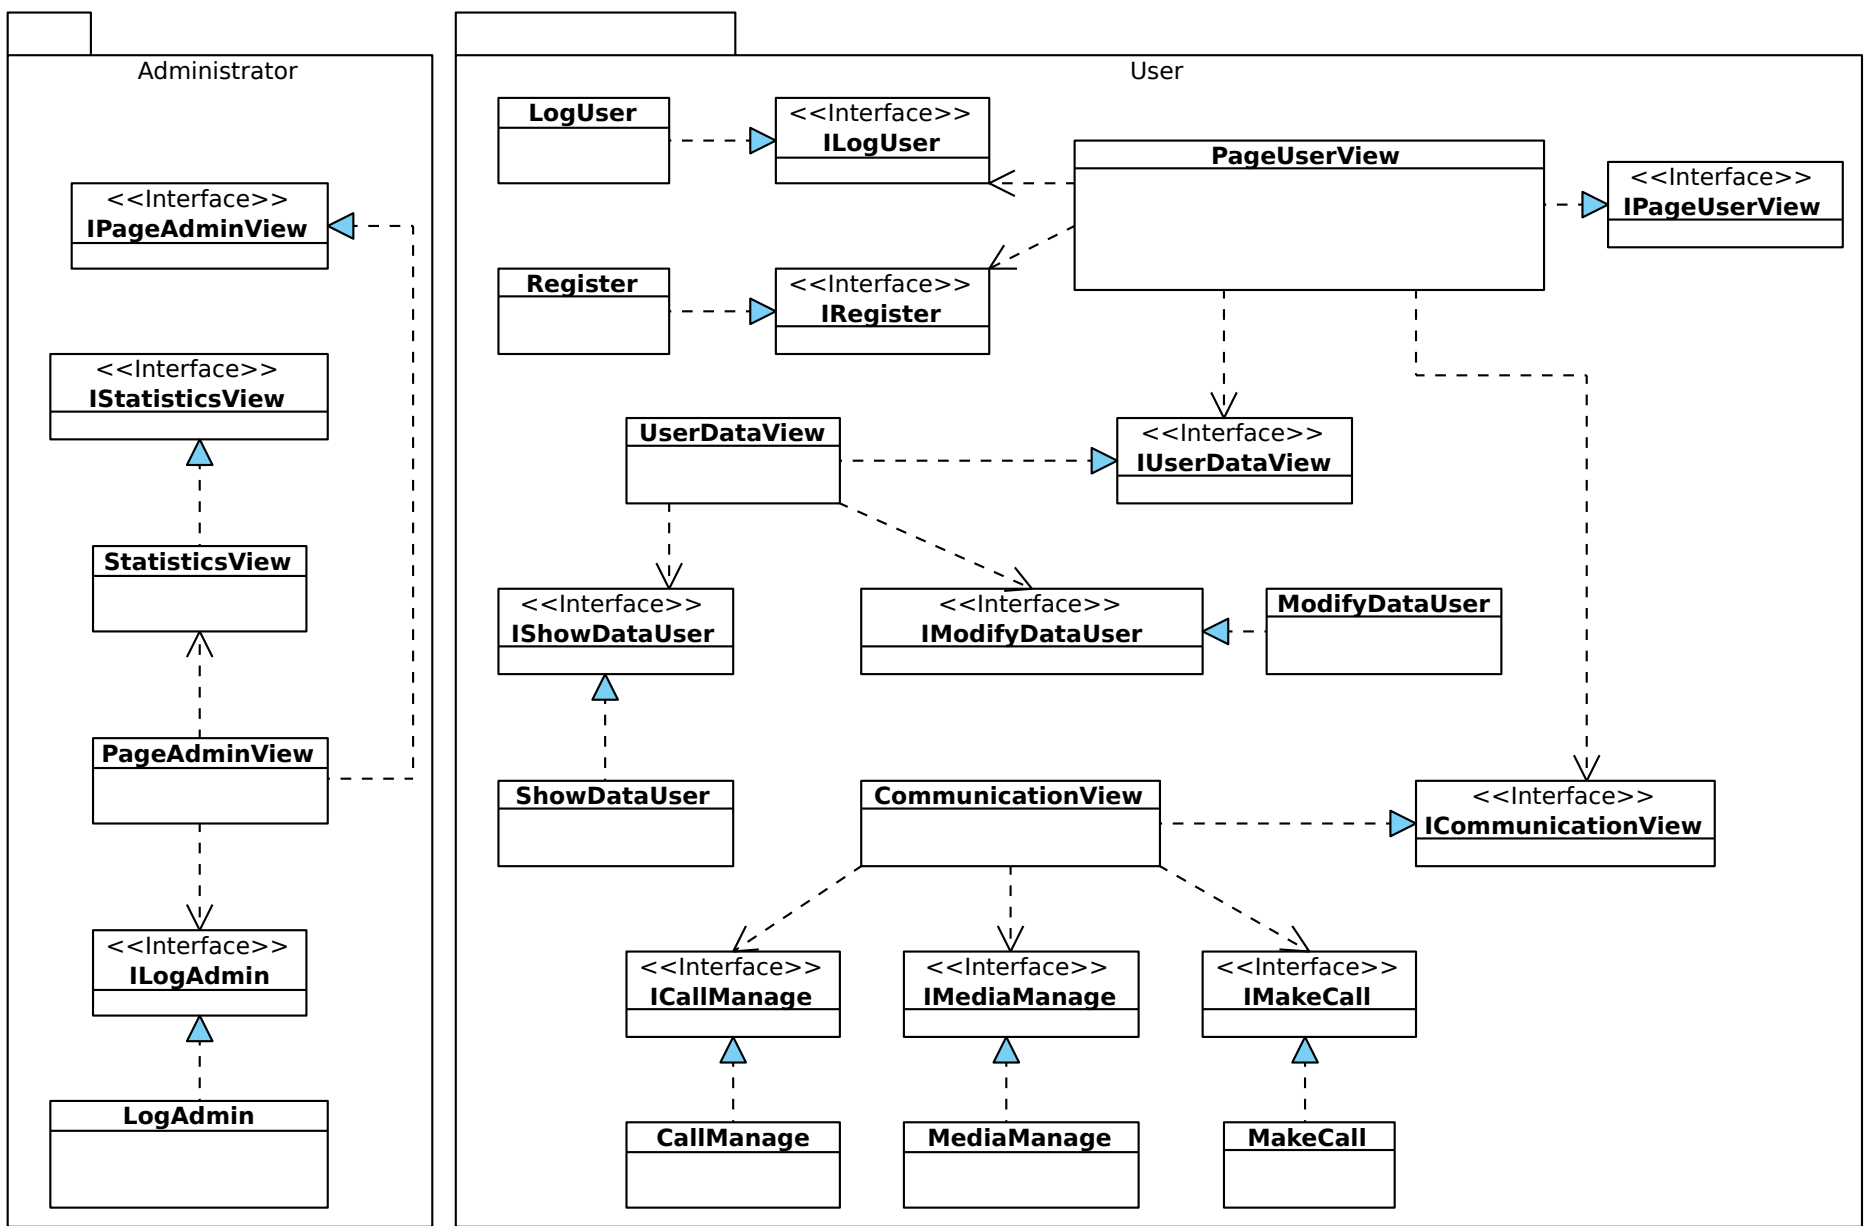 Administrator
<<Interface>>
IPageAdminView
<<Interface>>
IStatisticsView
StatisticsView
PageAdminView
<<Interface>>
ILogAdmin
LogAdmin
User
LogUser
<<Interface>>
ILogUser
PageUserView
<<Interface>>
IPageUserView
Register
<<Interface>>
IRegister
UserDataView
<<Interface>>
IUserDataView
<<Interface>>
IShowDataUser
<<Interface>>
IModifyDataUser
ModifyDataUser
ShowDataUser
CommunicationView
<<Interface>>
ICommunicationView
<<Interface>>
ICallManage
<<Interface>>
IMediaManage
<<Interface>>
IMakeCall
CallManage
MediaManage
MakeCall